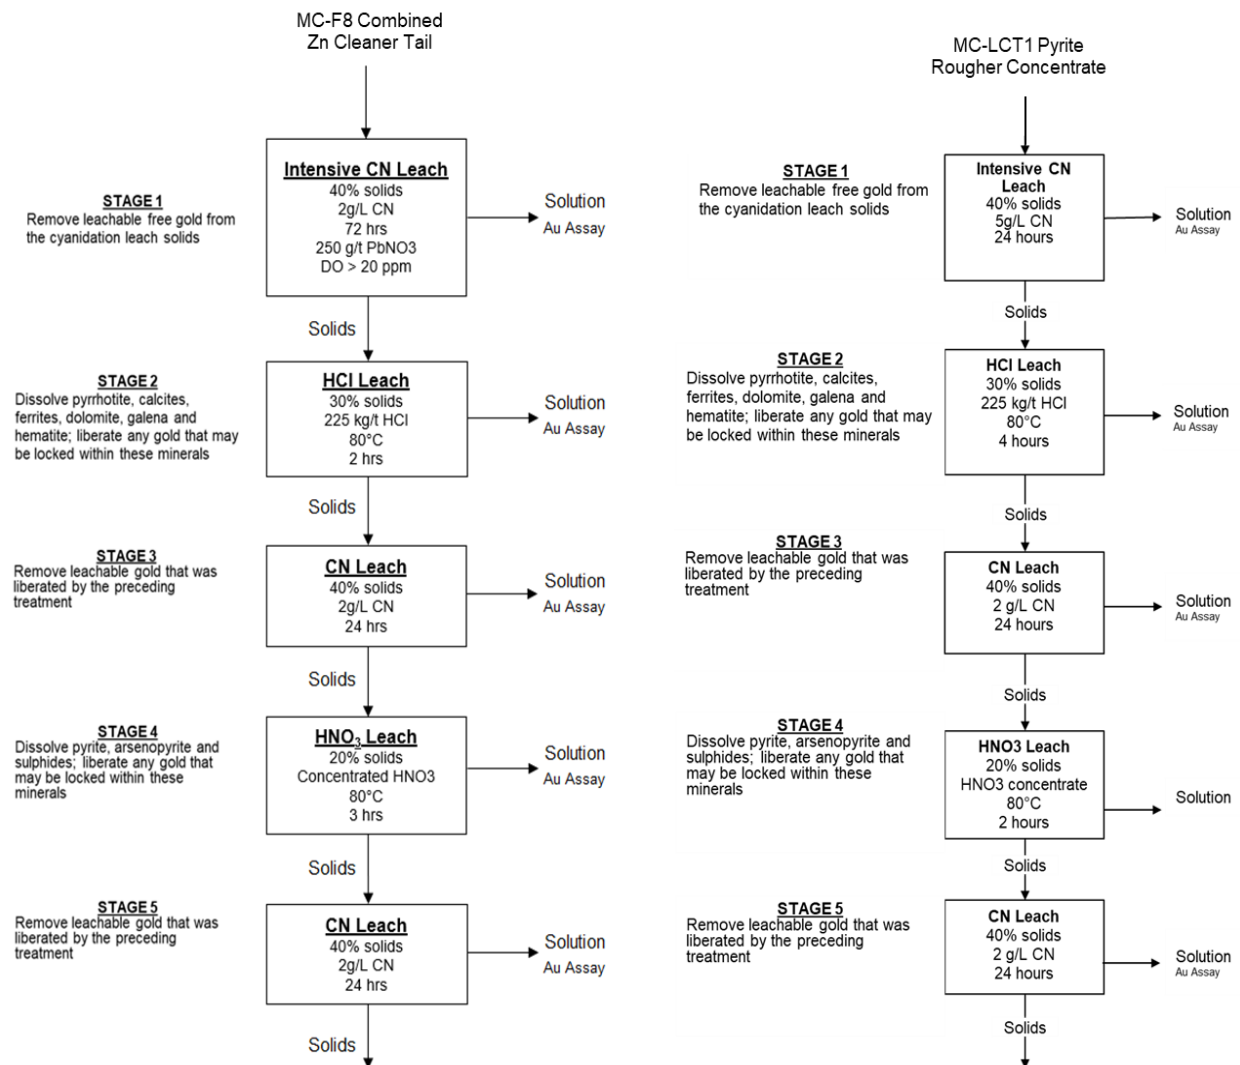 MC-F8 Combined
Zn Cleaner Tail
STAGE 1
Remove leachable free gold from
the cyanidation leach solids
Intensive CN Leach
40% solids
2g/L CN
72 hrs
250 g/t PbNO3
DO > 20 ppm
Solution
Au Assay
Solids
STAGE 2
Dissolve pyrrhotite, calcites,
ferrites, dolomite, galena and
hematite; liberate any gold that may
be locked within these minerals
HCl Leach
30% solids
225 kg/t HCl
80°C
2 hrs
Solution
Au Assay
Solids
STAGE 3
Remove leachable gold that was
liberated by the preceding
treatment
CN Leach
40% solids
2g/L CN
24 hrs
Solution
Au Assay
Solids
STAGE 4
Dissolve pyrite, arsenopyrite and
sulphides; liberate any gold that
may be locked within these
minerals
HNO₃ Leach
20% solids
Concentrated HNO3
80°C
3 hrs
Solution
Au Assay
Solids
STAGE 5
Remove leachable gold that was
liberated by the preceding
treatment
CN Leach
40% solids
2g/L CN
24 hrs
Solution
Au Assay
Solids
MC-LCT1 Pyrite
Rougher Concentrate
STAGE 1
Remove leachable free gold from
the cyanidation leach solids
Intensive CN
Leach
40% solids
5g/L CN
24 hours
Solution
Au Assay
Solids
STAGE 2
Dissolve pyrrhotite, calcites,
ferrites, dolomite, galena and
hematite; liberate any gold that may
be locked within these minerals
HCl Leach
30% solids
225 kg/t HCl
80°C
4 hours
Solution
Au Assay
Solids
STAGE 3
Remove leachable gold that was
liberated by the preceding
treatment
CN Leach
40% solids
2 g/L CN
24 hours
Solution
Au Assay
Solids
STAGE 4
Dissolve pyrite, arsenopyrite and
sulphides; liberate any gold that
may be locked within these
minerals
HNO3 Leach
20% solids
HNO3 concentrate
80°C
2 hours
Solution
Solids
STAGE 5
Remove leachable gold that was
liberated by the preceding
treatment
CN Leach
40% solids
2 g/L CN
24 hours
Solution
Au Assay
Solids